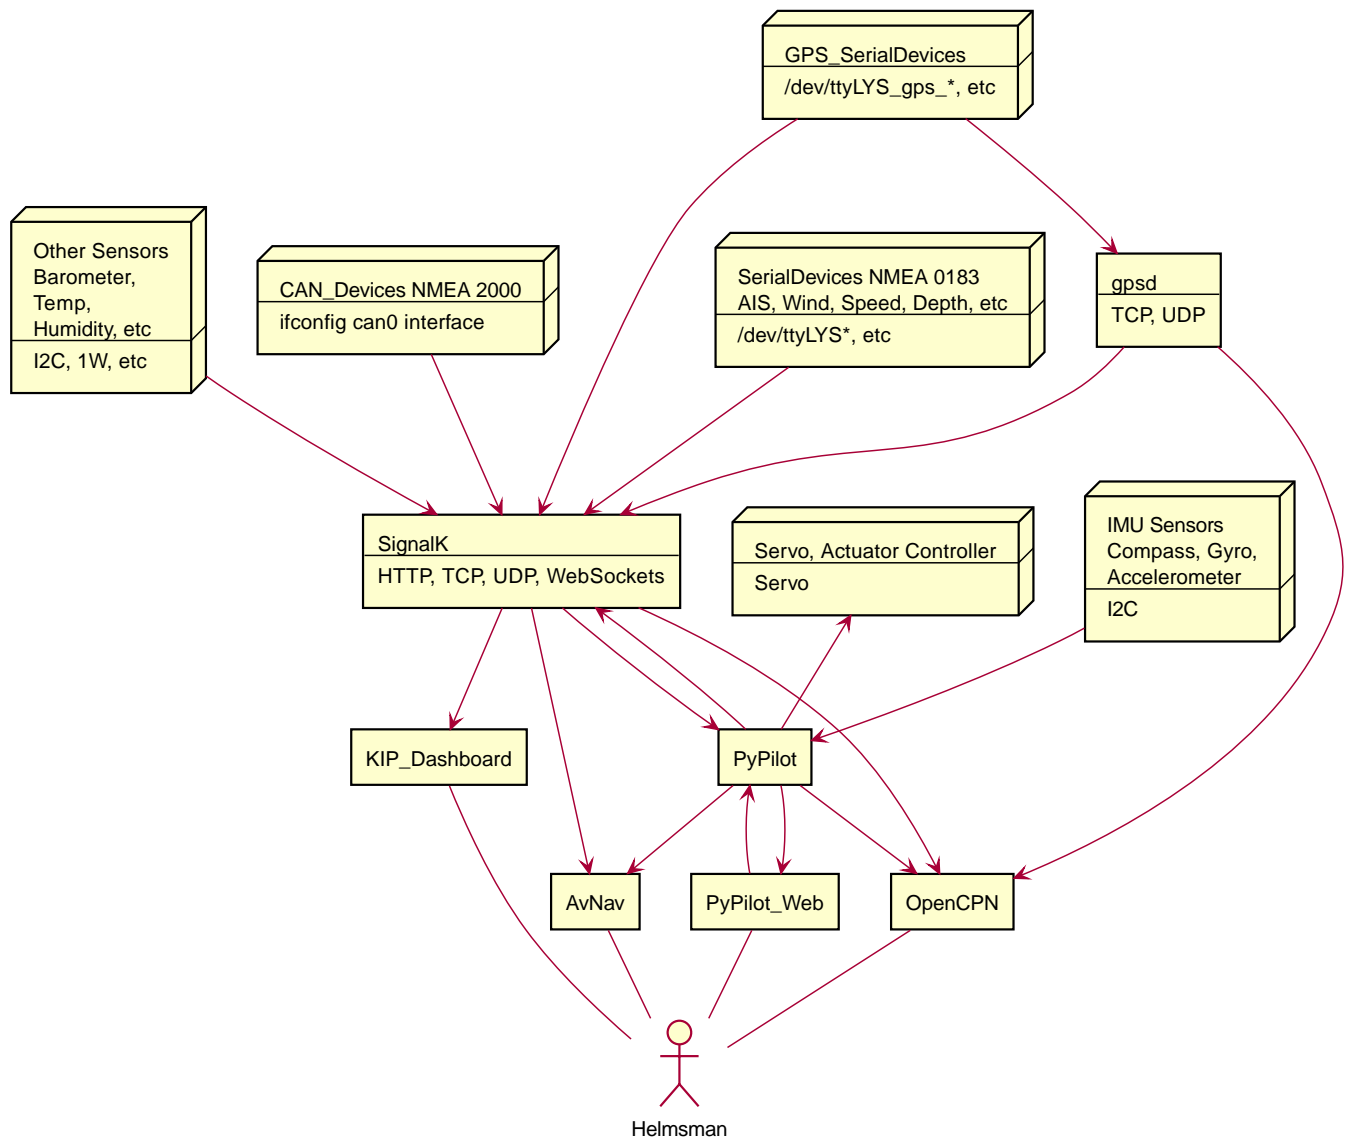 GPS_SerialDevices
/dev/ttyLYS_gps_*, etc
Other Sensors
Barometer,
Temp,
Humidity, etc
I2C, 1W, etc
CAN_Devices NMEA 2000
ifconfig can0 interface
SerialDevices NMEA 0183
AIS, Wind, Speed, Depth, etc
/dev/ttyLYS*, etc
gpsd
TCP, UDP
SignalK
HTTP, TCP, UDP, WebSockets
Servo, Actuator Controller
Servo
IMU Sensors
Compass, Gyro,
Accelerometer
I2C
KIP_Dashboard
PyPilot
AvNav
PyPilot_Web
OpenCPN
Helmsman